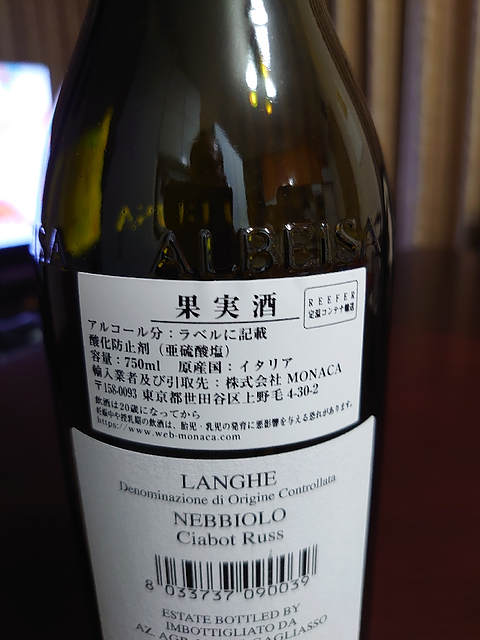 ALBEISA
果実酒
REEFER
定温コンテナ輸送
アルコール分：ラベルに記載
酸化防止剤（亜硫酸塩）
容量：750ml 原産国：イタリア
輸入業者及び引取先：株式会社 MONACA
〒158-0093 東京都世田谷区上野毛 4-30-2
飲酒は20歳になってから
妊娠中や授乳期の飲酒は、胎児・乳児の発育に悪影響を与える恐れがあります。
https://www.web-monaca.com
LANGHE
Denominazione di Origine Controllata
NEBBIOLO
Ciabot Russ
8 033737 090039
ESTATE BOTTLED BY
IMBOTTIGLIATO DA
AZ. AGR.